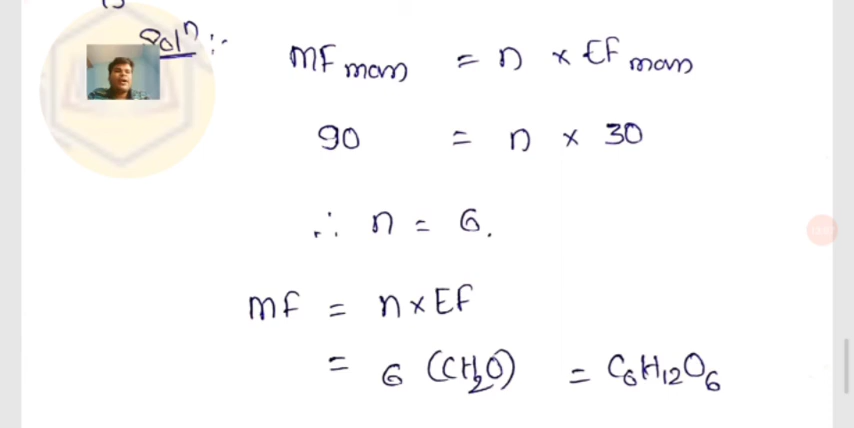 Solⁿ :-
MF mass = n × EF mass
90 = n × 30
∴ n = 6.
MF = n × EF
= 6 (CH₂O) = C₆H₁₂O₆